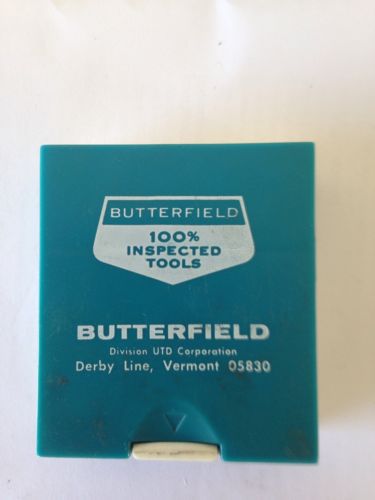 BUTTERFIELD
100%
INSPECTED
TOOLS
BUTTERFIELD
Division UTD Corporation
Derby Line, Vermont 05830